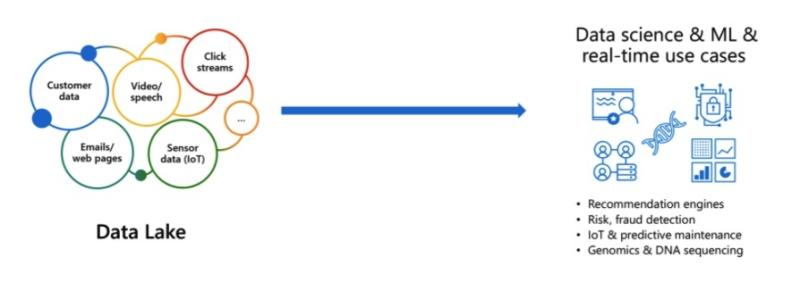 Data science & ML &
real-time use cases
Click
streams
Customer
data
Video/
speech
...
Emails/
web pages
Sensor
data (IoT)
Data Lake
• Recommendation engines
• Risk, fraud detection
• IoT & predictive maintenance
• Genomics & DNA sequencing